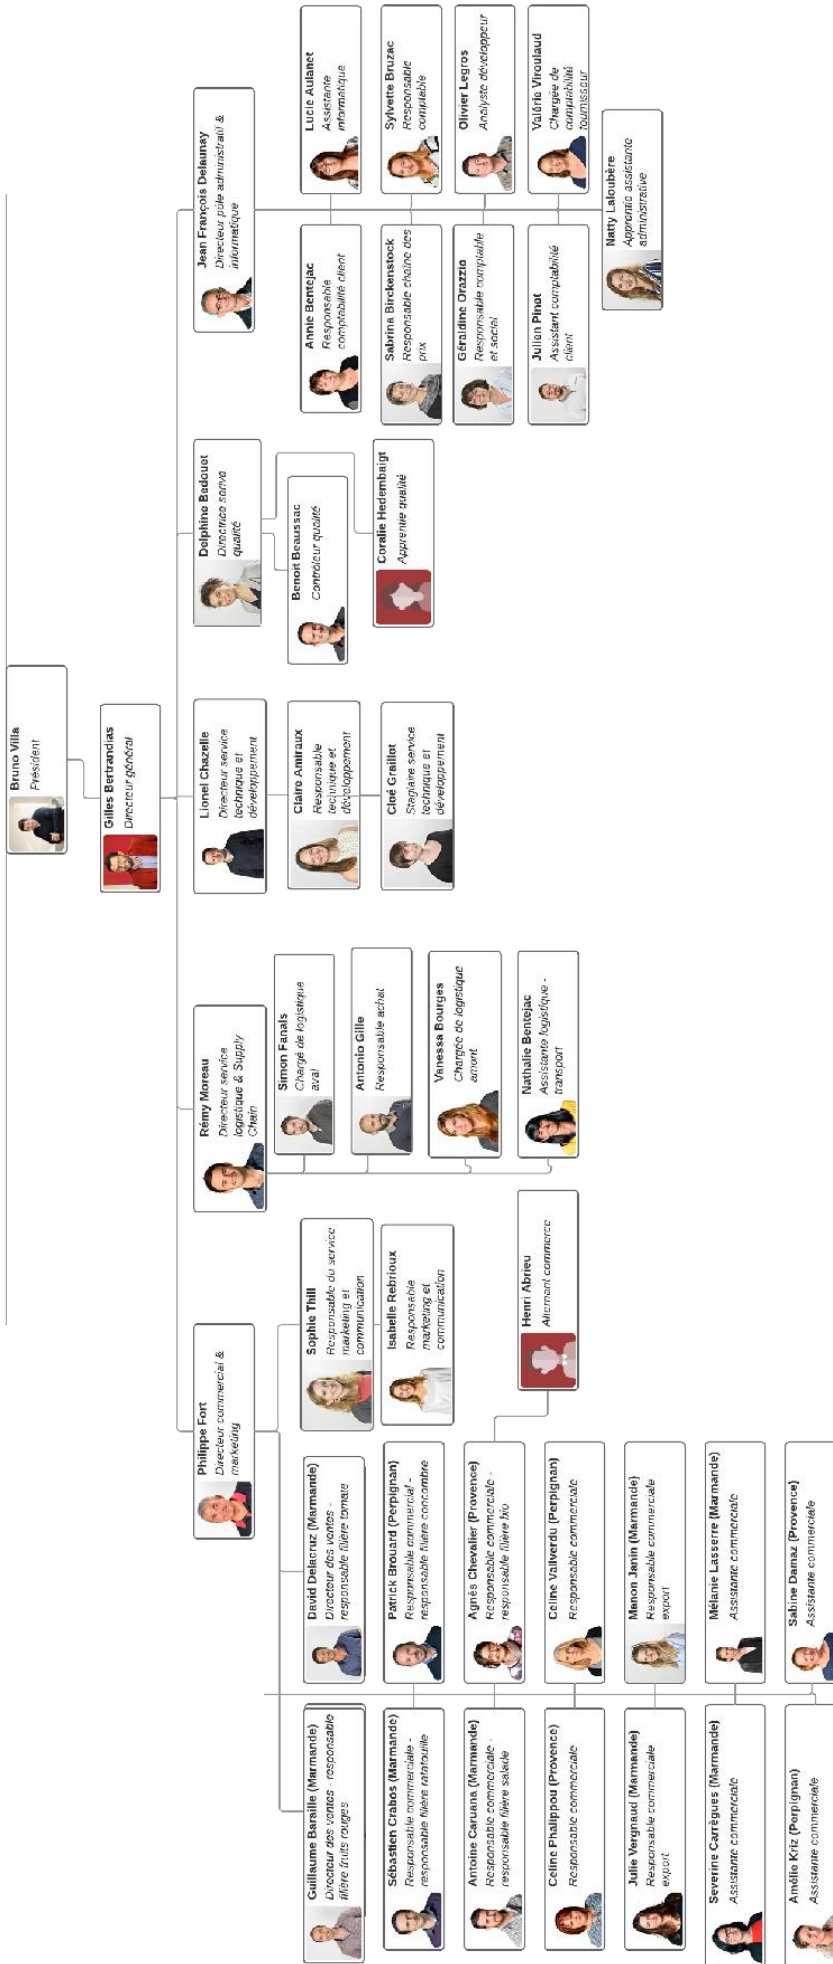 Bruno Villa
Président
Gilles Bertrandias
Directeur général
Philippe Fort
Directeur commercial &
marketing
Rémy Moreau
Directeur service
logistique & Supply
Chain
Lionel Chazelle
Directeur service
technique et
développement
Delphine Bedouet
Directrice serivo
qualité
Jean François Delaunay
Directeur pôle administratif &
informatique
Guillaume Baraille (Marmande)
Directeur des ventes - responsable
filière fruits rouges
David Delacruz (Marmande)
Directeur des ventes -
responsable filière tomate
Sébastien Crabos (Marmande)
Responsable commerciale -
responsable filière ratatouille
Patrick Brouard (Perpignan)
Responsable commercial -
responsable filière concombre
Antoine Caruana (Marmande)
Responsable commerciale -
responsable filière salade
Agnès Chevalier (Provence)
Responsable commerciale -
responsable filière bio
Celine Phalippou (Provence)
Responsable commerciale
Celine Vallverdu (Perpignan)
Responsable commerciale
Julie Vergnaud (Marmande)
Responsable commerciale
export
Manon Janin (Marmande)
Responsable commerciale
export
Severine Carrègues (Marmande)
Assistante commerciale
Mélanie Lasserre (Marmande)
Assistante commerciale
Amélie Kriz (Perpignan)
Assistante commerciale
Sabine Damaz (Provence)
Assistante commerciale
Sophie Thill
Responsable du service
marketing et
communication
Isabelle Rebrioux
Responsable
marketing et
communication
Henri Abrieu
Alternant commerce
Simon Fanals
Chargé de logistique
aval
Antonio Gille
Responsable achat
Vanessa Bourges
Chargée de logistique
amont
Nathalie Bentejac
Assistante logistique -
transport
Claire Amiraux
Responsable
technique et
développement
Cloé Graillot
Stagiaire service
technique et
développement
Benoit Beaussac
Contrôleur qualité
Coralie Hedembaigt
Apprentie qualité
Annie Bentejac
Responsable
comptabilité client
Lucie Aulanet
Assistante
informatique
Sabrina Birckenstock
Responsable chaîne des
prix
Sylvette Bruzac
Responsable
comptable
Géraldine Orazzio
Responsable comptable
et social
Olivier Legros
Analyste développeur
Julien Pinot
Assistant comptabilité
client
Valérie Viroulaud
Chargée de
comptabilité
fournisseur
Natty Laloubère
Apprentie assistante
administrative